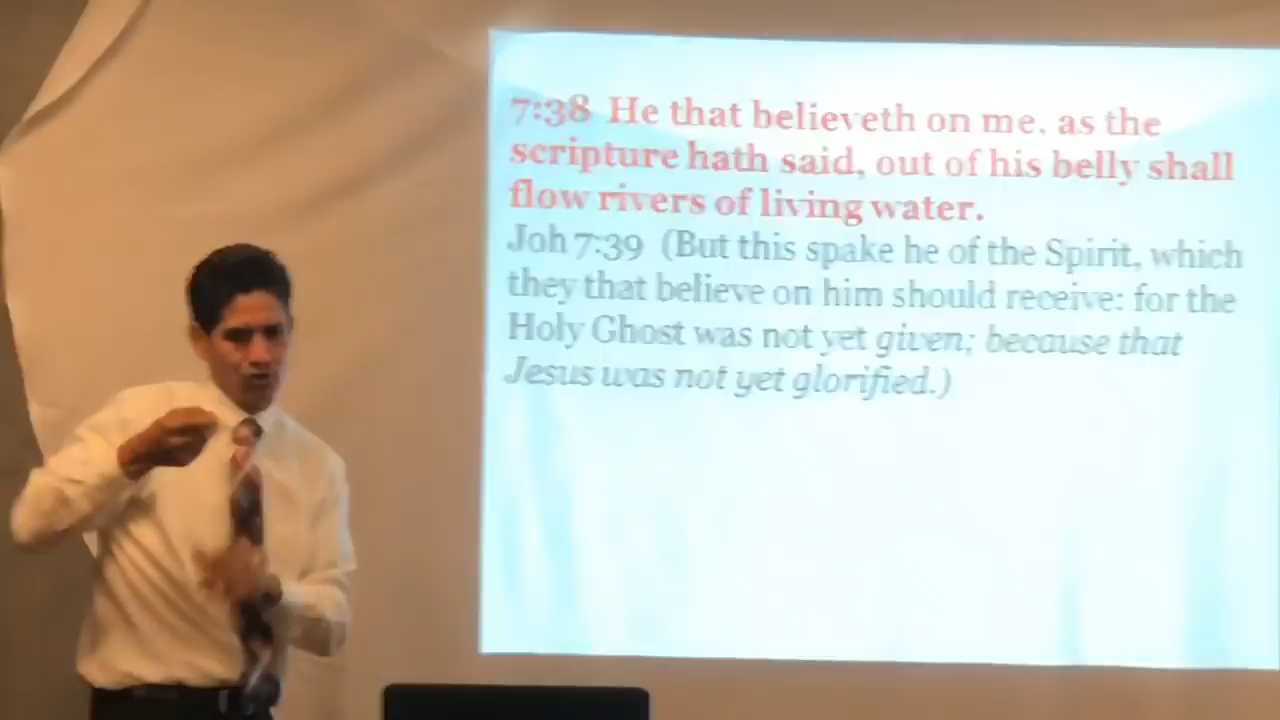 7:38 He that believeth on me, as the
scripture hath said, out of his belly shall
flow rivers of living water.
Joh 7:39 (But this spake he of the Spirit, which
they that believe on him should receive: for the
Holy Ghost was not yet given; because that
Jesus was not yet glorified.)